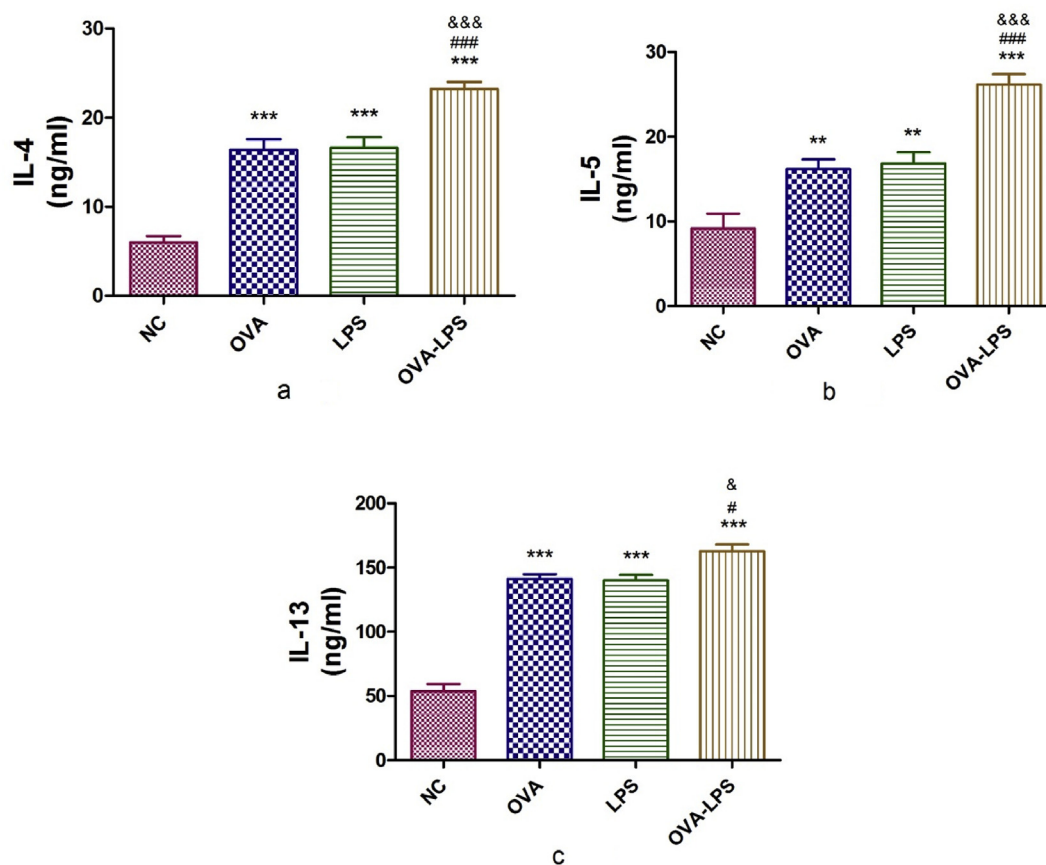 30
20
10
0
IL-4
(ng/ml)
***
***
&&&
###
***
NC
OVA
LPS
OVA-LPS
a
30
20
10
0
IL-5
(ng/ml)
**
**
&&&
###
***
NC
OVA
LPS
OVA-LPS
b
200
150
100
50
0
IL-13
(ng/ml)
***
***
&
#
***
NC
OVA
LPS
OVA-LPS
c